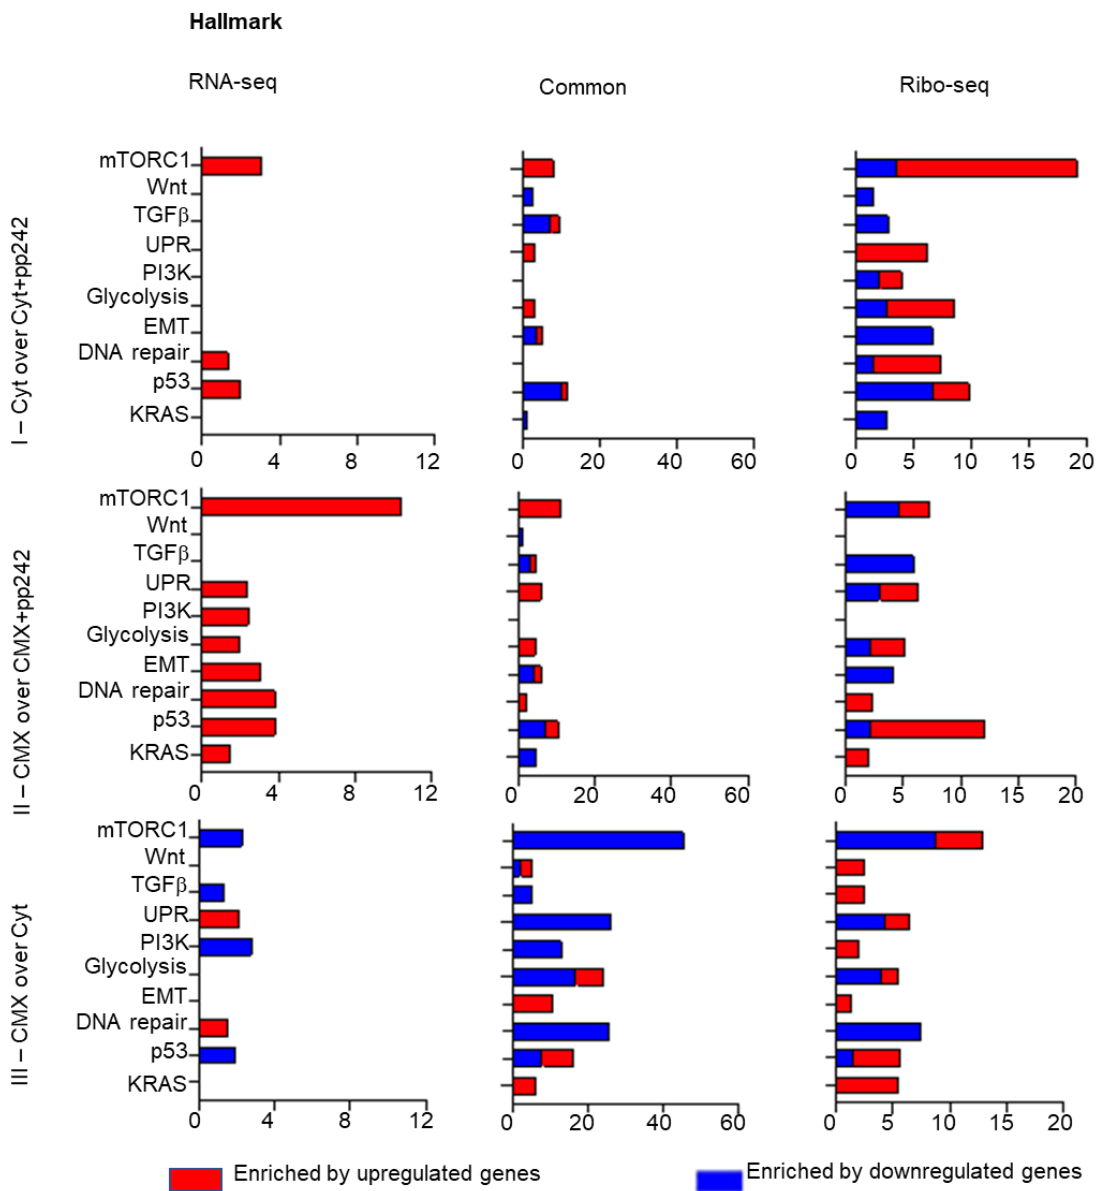 Hallmark
RNA-seq Common Ribo-seq
I – Cyt over Cyt+pp242
mTORC1
Wnt
TGFβ
UPR
PI3K
Glycolysis
EMT
DNA repair
p53
KRAS
0 4 8 12
0 20 40 60
0 5 10 15 20
II – CMX over CMX+pp242
mTORC1
Wnt
TGFβ
UPR
PI3K
Glycolysis
EMT
DNA repair
p53
KRAS
0 4 8 12
0 20 40 60
0 5 10 15 20
III – CMX over Cyt
mTORC1
Wnt
TGFβ
UPR
PI3K
Glycolysis
EMT
DNA repair
p53
KRAS
0 4 8 12
0 20 40 60
0 5 10 15 20
Enriched by upregulated genes
Enriched by downregulated genes